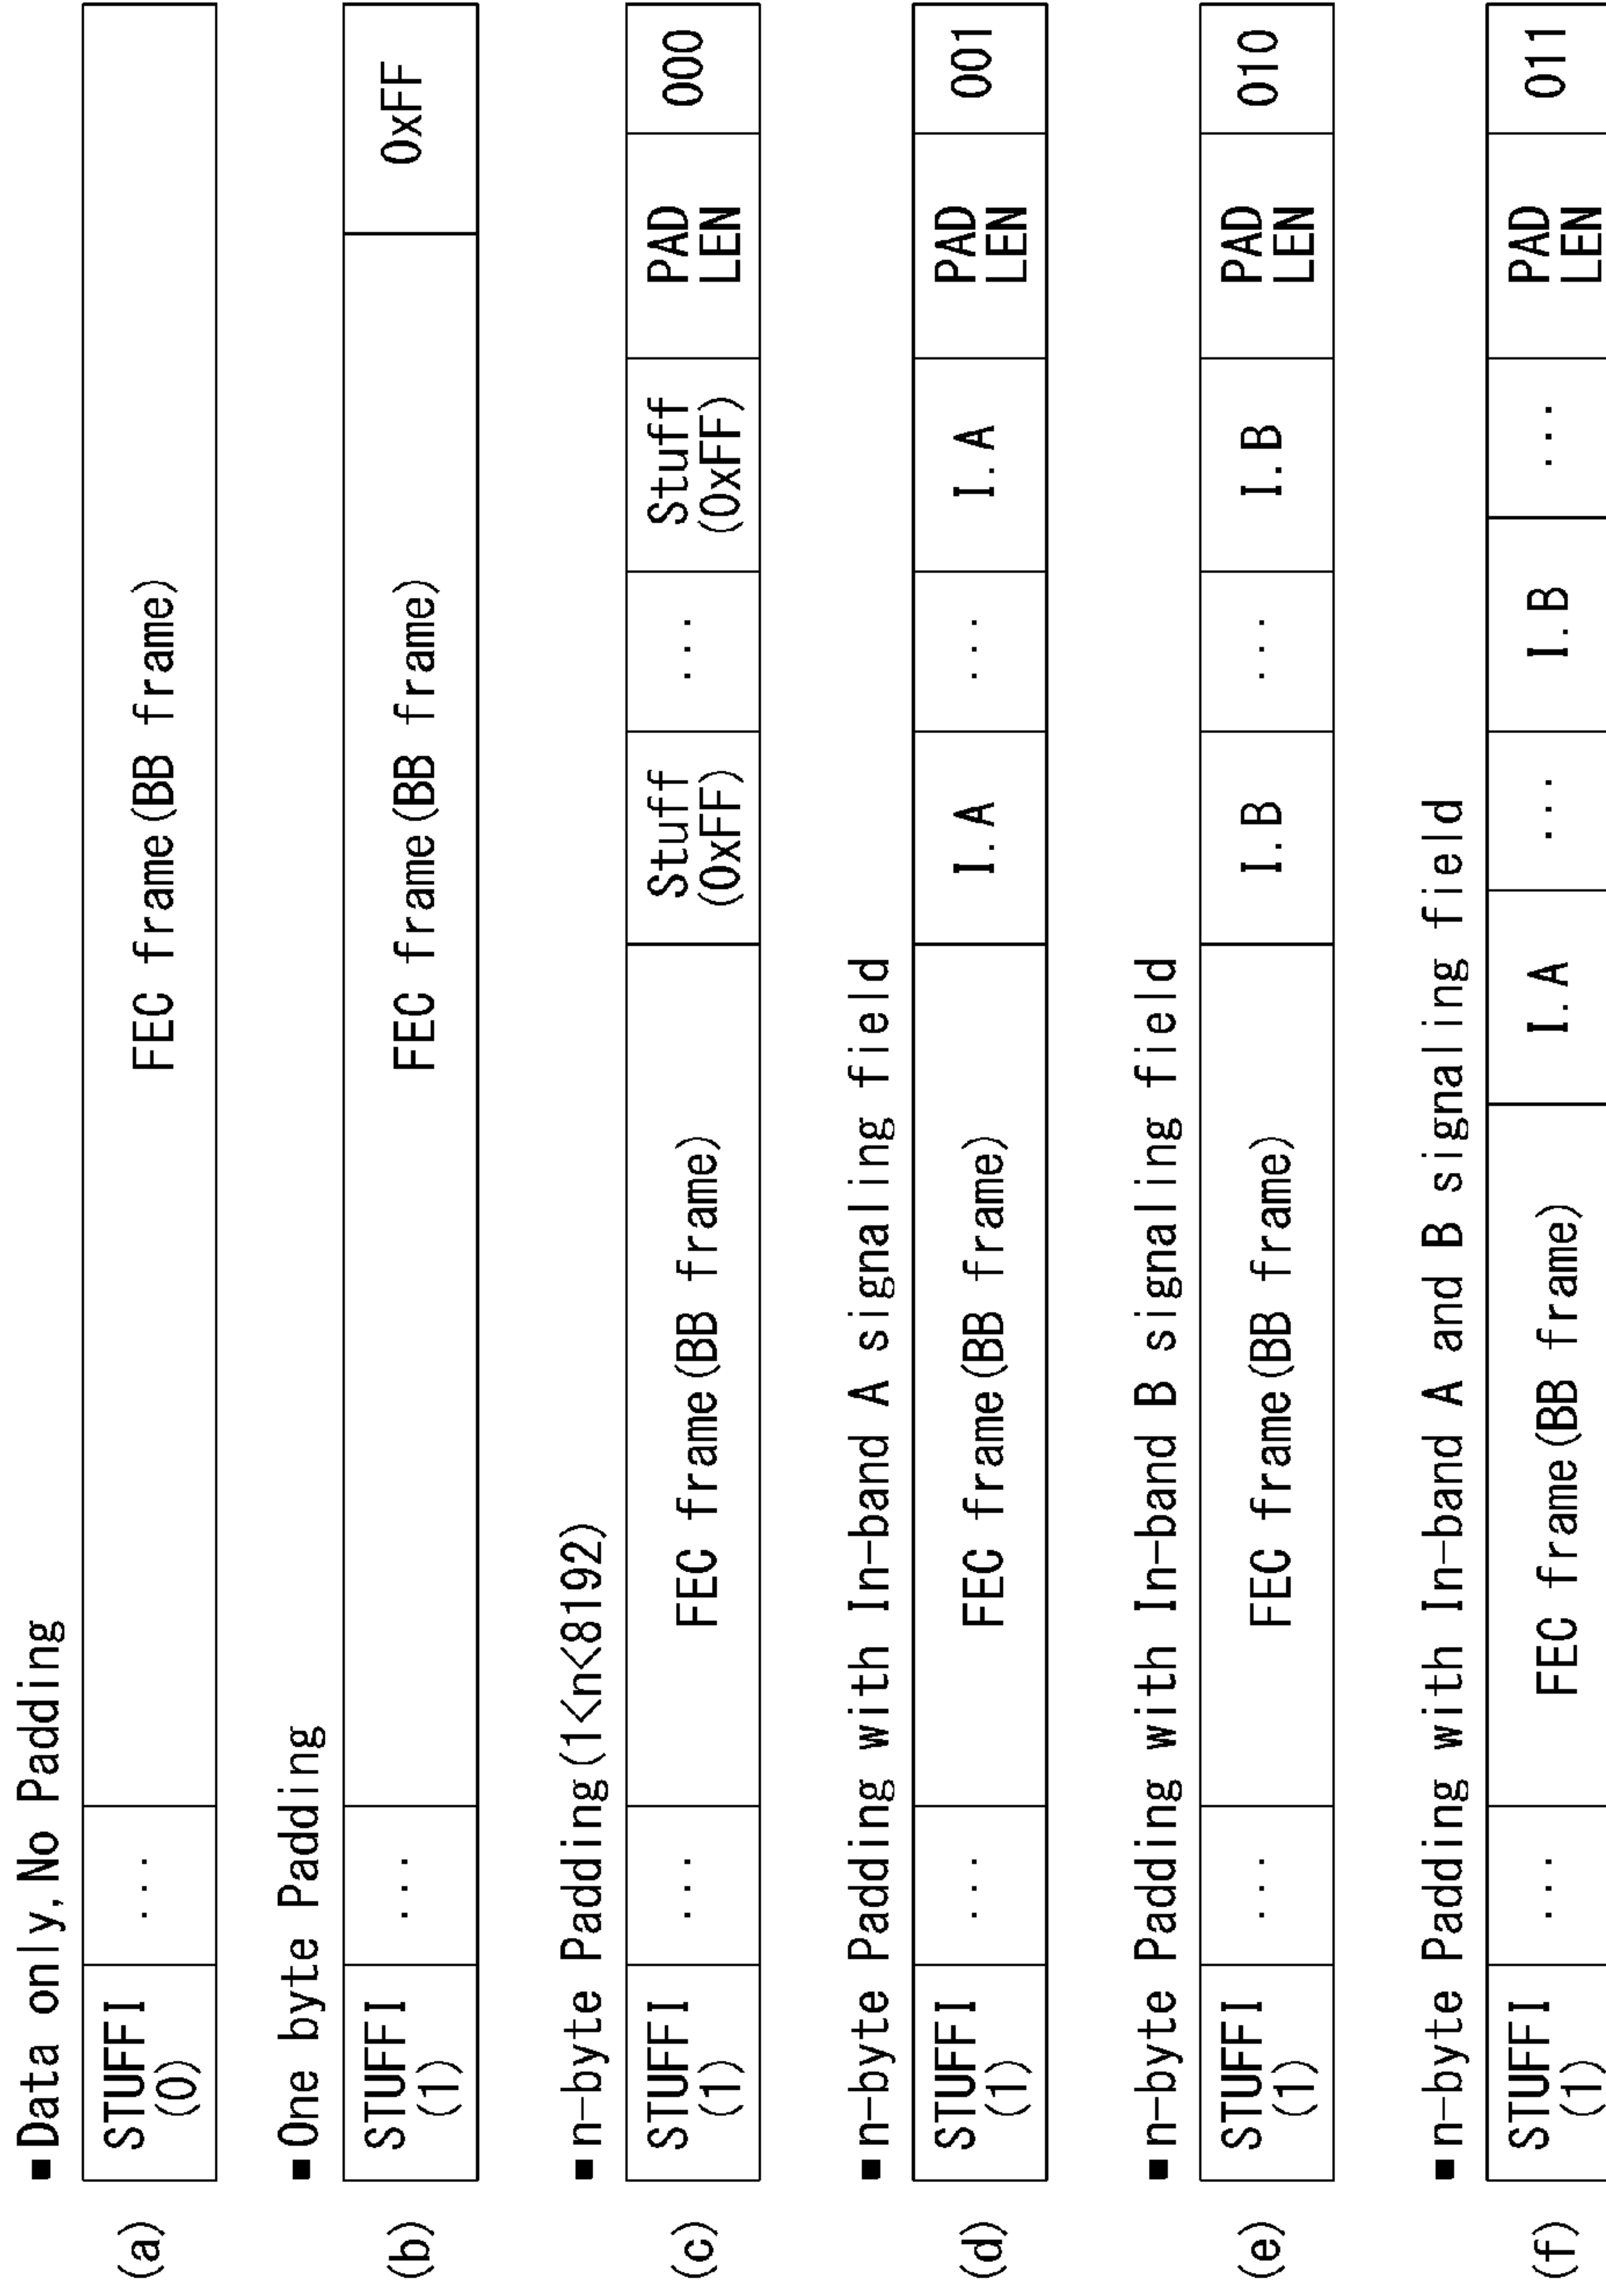 ■Data only, No Padding
(a) STUFFI (0) ... FEC frame(BB frame)
■One byte Padding
(b) STUFFI (1) ... FEC frame(BB frame) 0xFF
■n-byte Padding(1<n<8192)
(c) STUFFI (1) ... FEC frame(BB frame) Stuff (0xFF) ... Stuff (0xFF) PAD LEN 000
■n-byte Padding with In-band A signaling field
(d) STUFFI (1) ... FEC frame(BB frame) I.A ... I.A PAD LEN 001
■n-byte Padding with In-band B signaling field
(e) STUFFI (1) ... FEC frame(BB frame) I.B ... I.B PAD LEN 010
■n-byte Padding with In-band A and B signaling field
(f) STUFFI (1) ... FEC frame(BB frame) I.A ... I.B ... PAD LEN 011